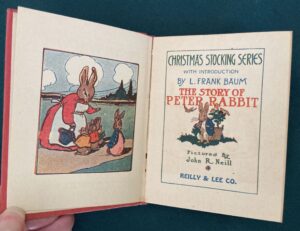 CHRISTMAS STOCKING SERIES
WITH INTRODUCTION
BY L. FRANK BAUM
THE STORY OF
PETER RABBIT
Pictured By
John R. Neill
REILLY & LEE CO.